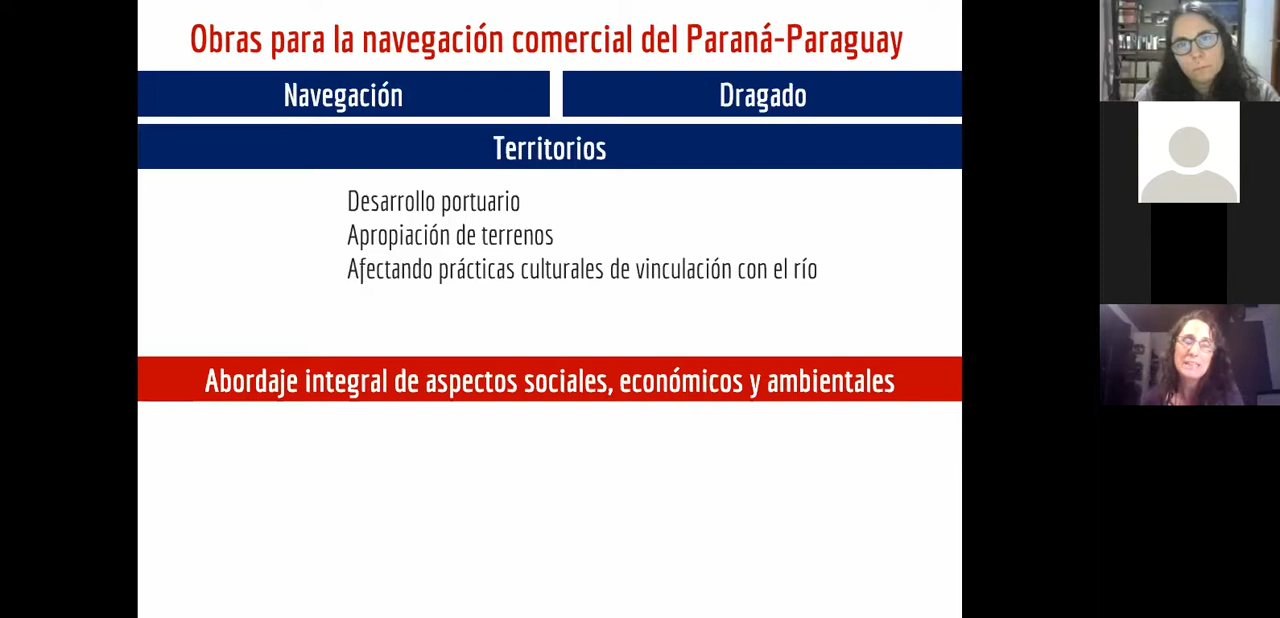 Obras para la navegación comercial del Paraná-Paraguay
Navegación
Dragado
Territorios
Desarrollo portuario
Apropiación de terrenos
Afectando prácticas culturales de vinculación con el río
Abordaje integral de aspectos sociales, económicos y ambientales